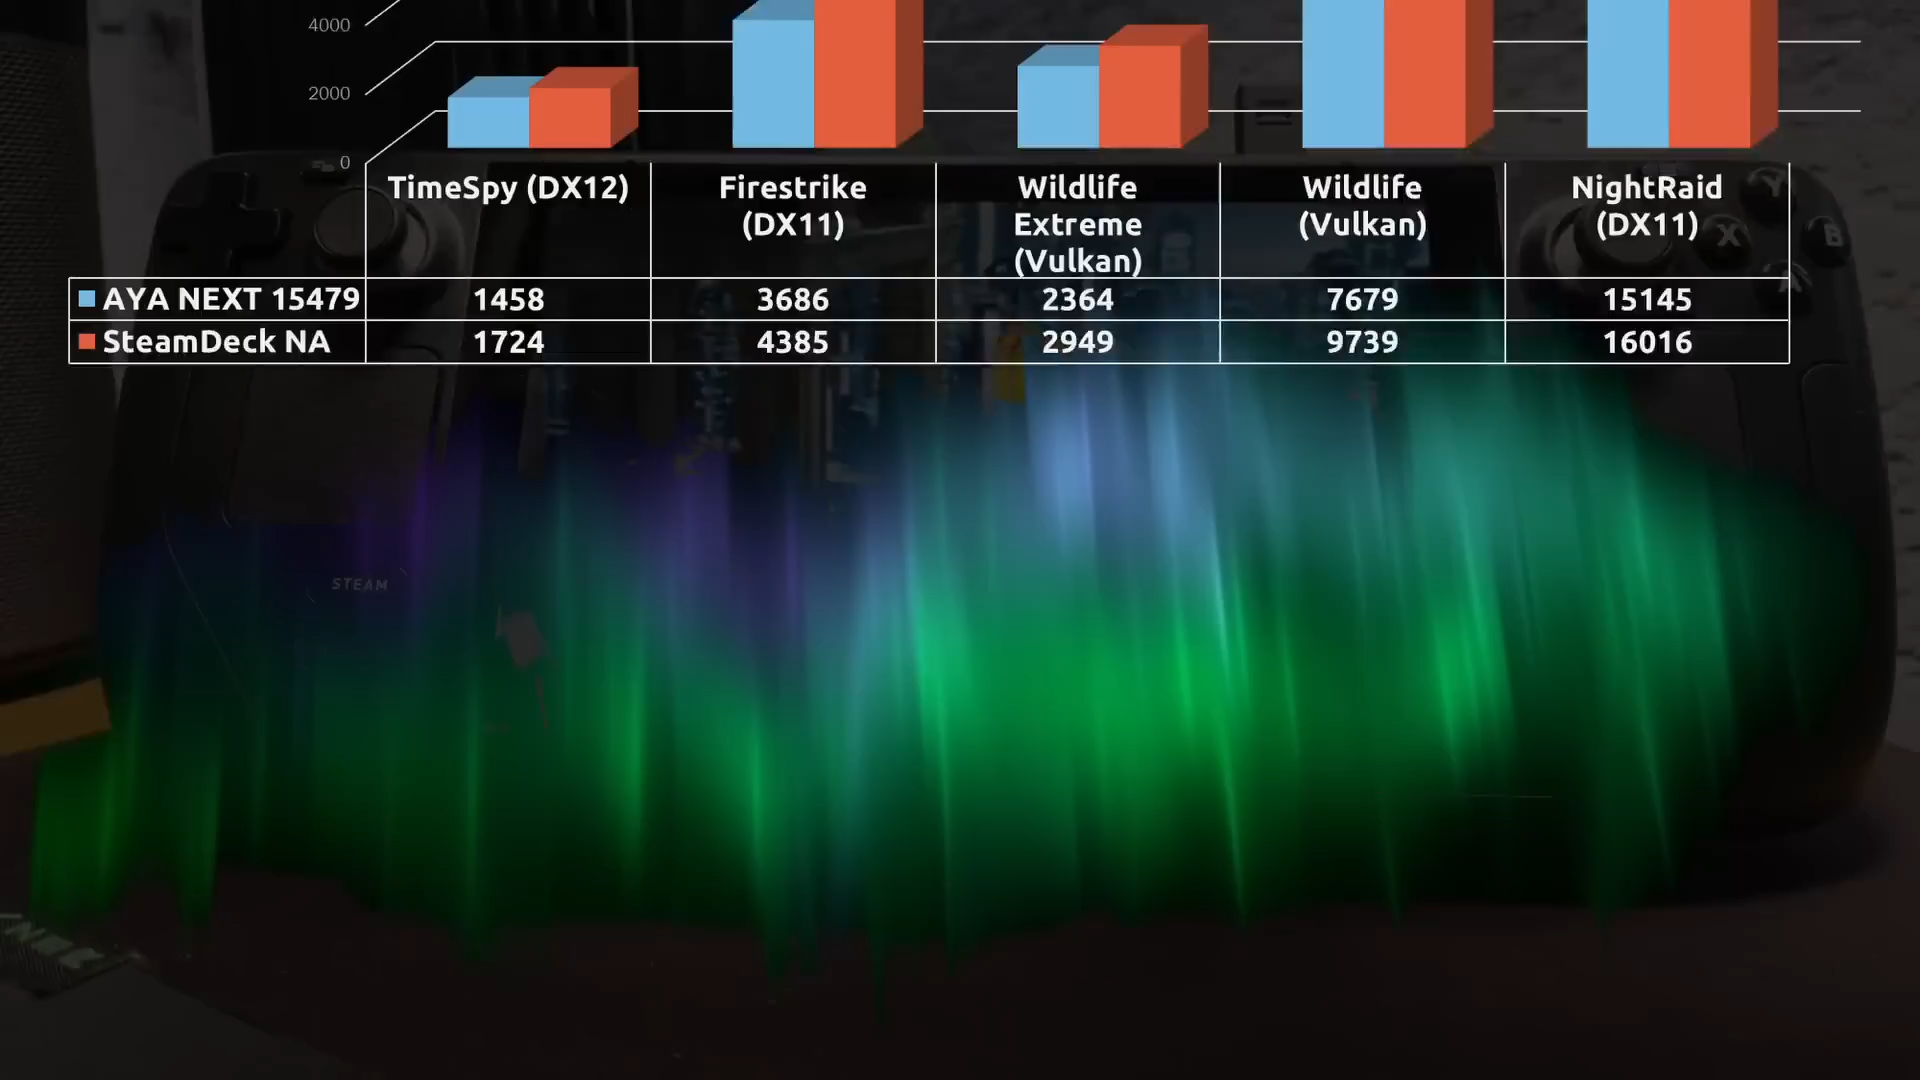 4000
2000
0
TimeSpy (DX12)
Firestrike
(DX11)
Wildlife
Extreme
(Vulkan)
Wildlife
(Vulkan)
NightRaid
(DX11)
AYA NEXT 15479 1458 3686 2364 7679 15145
SteamDeck NA 1724 4385 2949 9739 16016
Y
X
B
A
STEAM